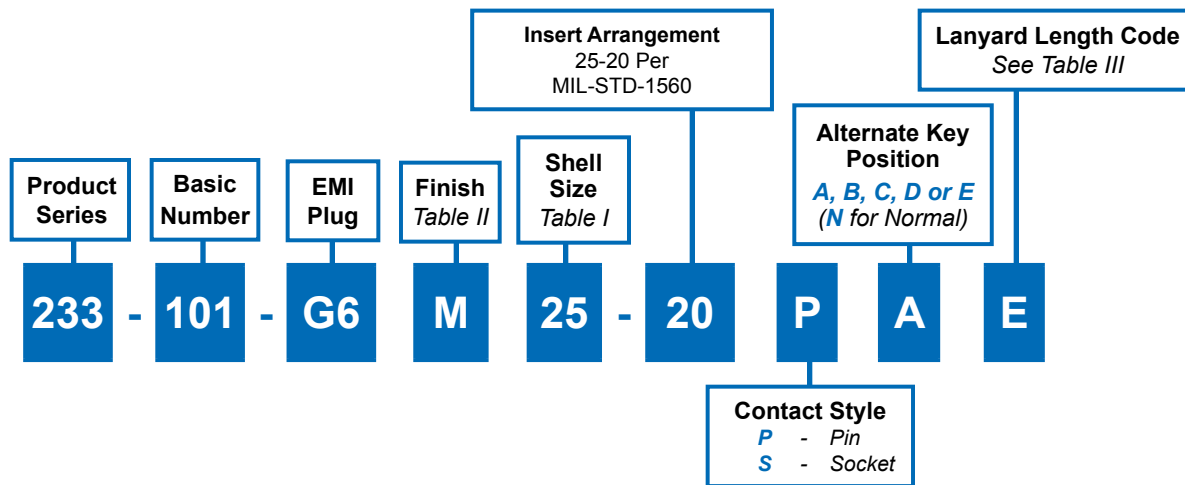 Insert Arrangement
25-20 Per
MIL-STD-1560
Lanyard Length Code
See Table III
Alternate Key
Position
A, B, C, D or E
(N for Normal)
Product
Series
Basic
Number
EMI
Plug
Finish
Table II
Shell
Size
Table I
233 - 101 - G6 M 25 - 20 P A E
Contact Style
P - Pin
S - Socket